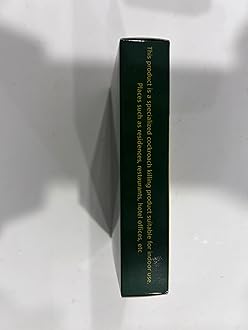 This product is a specialized cockroach killing product suitable for indoor use.
Places such as residences, restaurants, hotel offices, etc